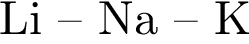 Li – Na – K